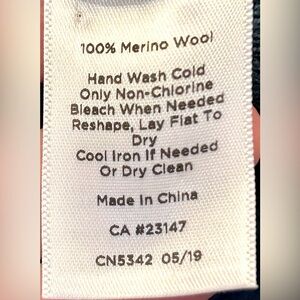 100% Merino Wool
Hand Wash Cold
Only Non-Chlorine
Bleach When Needed
Reshape, Lay Flat To
Dry
Cool Iron If Needed
Or Dry Clean
Made In China
CA #23147
CN5342 05/19